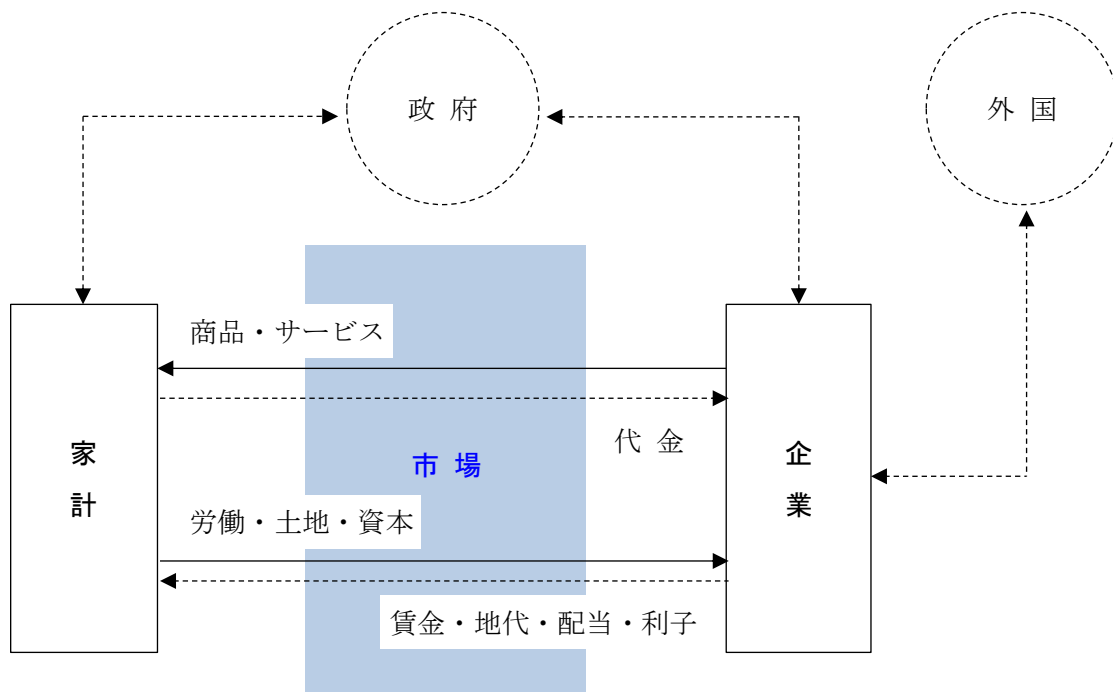 政 府
外 国
商品・サービス
代 金
家計
市 場
企業
労働・土地・資本
賃金・地代・配当・利子